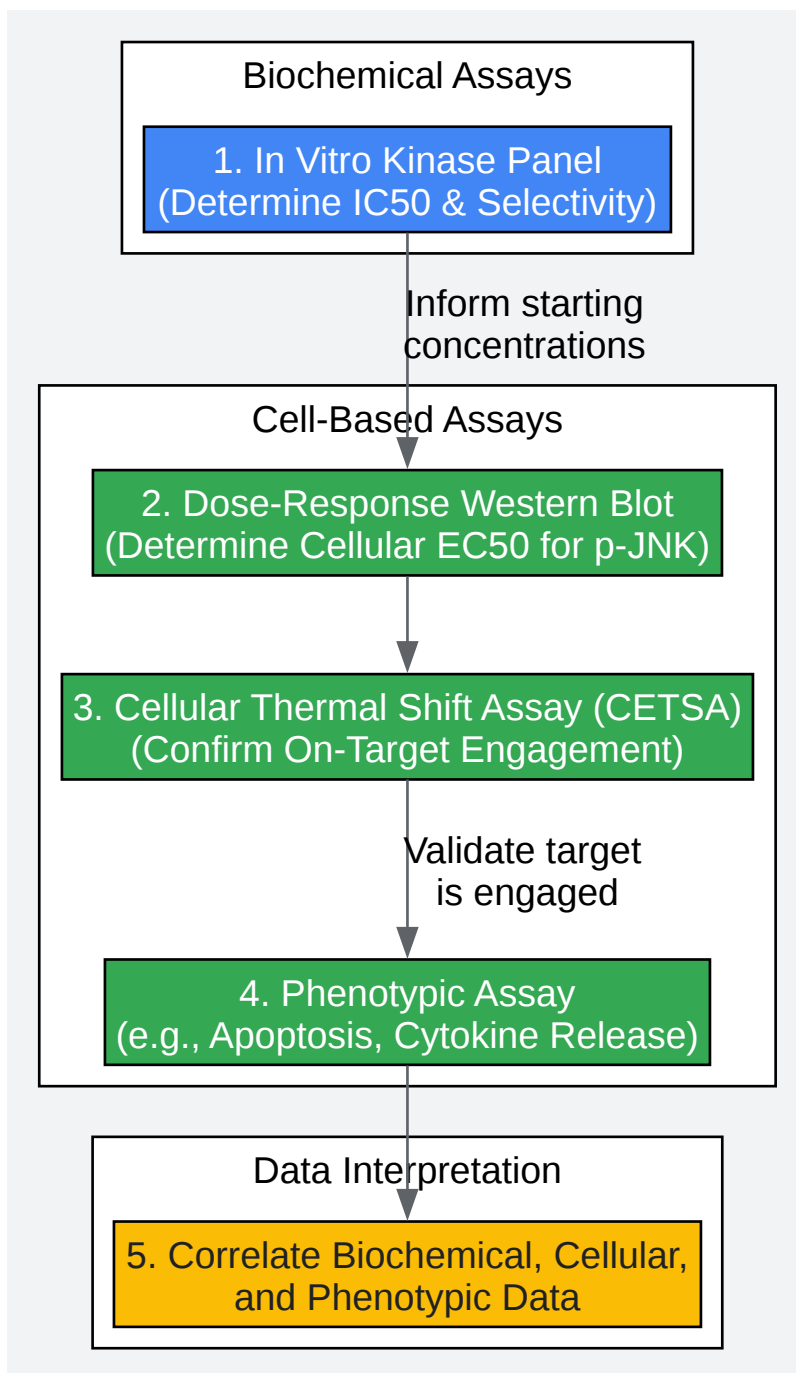 Biochemical Assays
1. In Vitro Kinase Panel
(Determine IC50 & Selectivity)
Inform starting
concentrations
Cell-Based Assays
2. Dose-Response Western Blot
(Determine Cellular EC50 for p-JNK)
3. Cellular Thermal Shift Assay (CETSA)
(Confirm On-Target Engagement)
Validate target
is engaged
4. Phenotypic Assay
(e.g., Apoptosis, Cytokine Release)
Data Interpretation
5. Correlate Biochemical, Cellular,
and Phenotypic Data